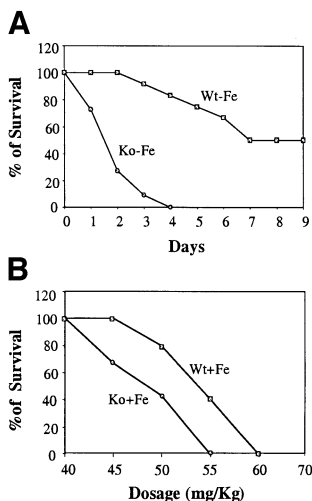 A
120
100
80
60
40
20
0
% of Survival
Wt-Fe
Ko-Fe
0 1 2 3 4 5 6 7 8 9
Days
B
120
100
80
60
40
20
0
%of Survival
Wt+Fe
Ko+Fe
40 45 50 55 60 70
Dosage (mg/Kg)